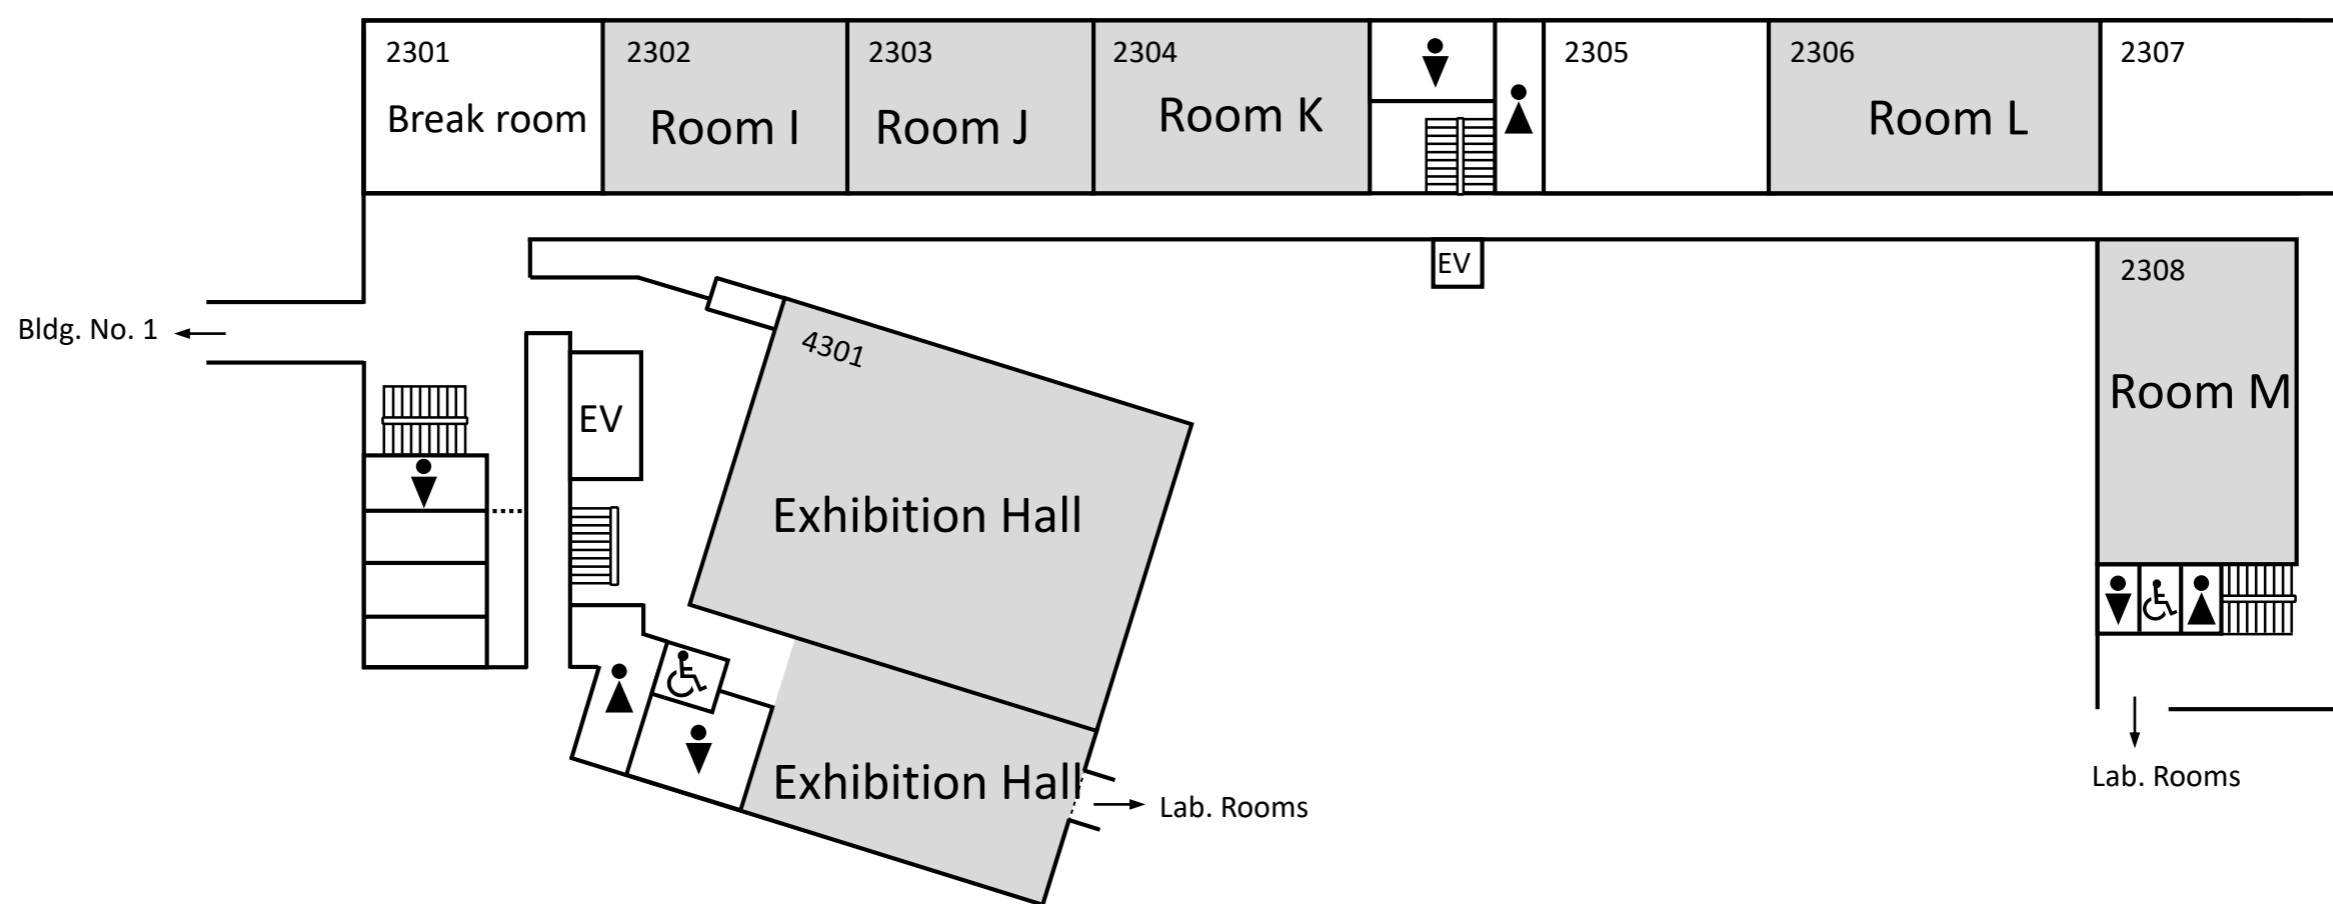 2301
Break room
2302
Room I
2303
Room J
2304
Room K
2305
2306
Room L
2307
EV
2308
Room M
Bldg. No. 1
4301
EV
Exhibition Hall
Exhibition Hall
Lab. Rooms
Lab. Rooms